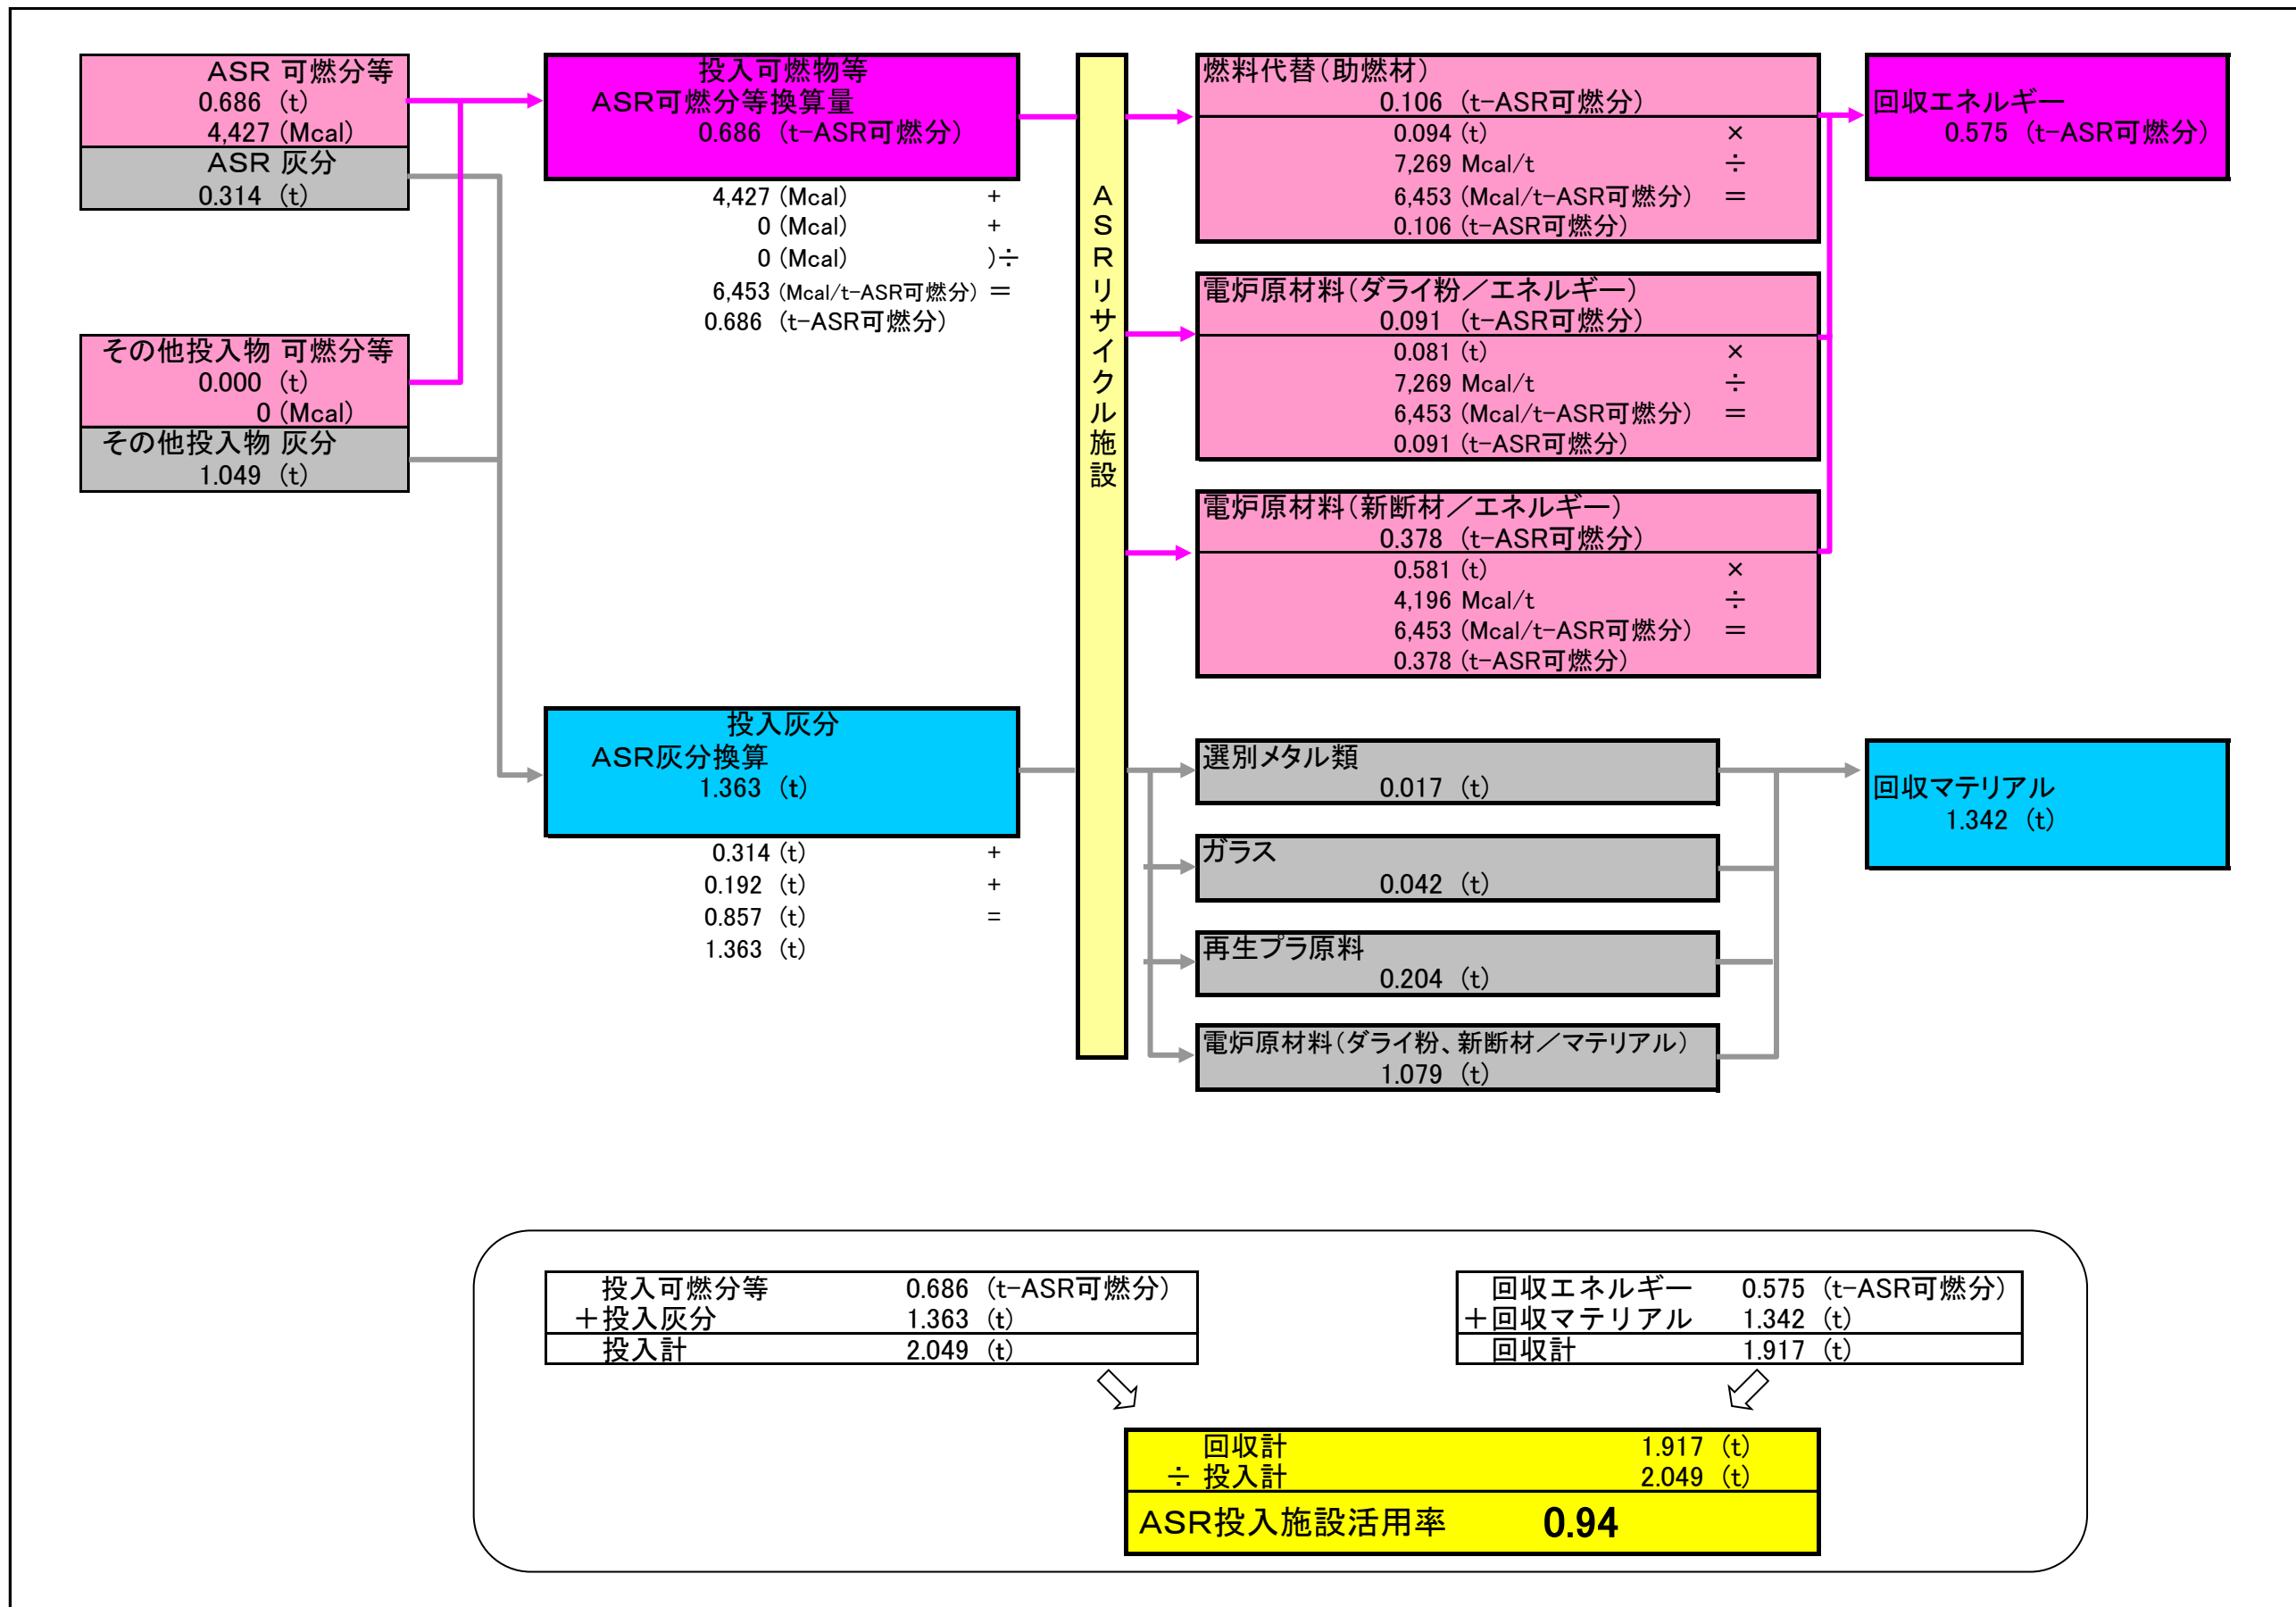 ASR 可燃分等
0.686 (t)
4,427 (Mcal)
ASR 灰分
0.314 (t)
その他投入物 可燃分等
0.000 (t)
0 (Mcal)
その他投入物 灰分
1.049 (t)
投入可燃物等
ASR可燃分等換算量
0.686 (t-ASR可燃分)
4,427 (Mcal) +
0 (Mcal) +
0 (Mcal) )÷
6,453 (Mcal/t-ASR可燃分) =
0.686 (t-ASR可燃分)
投入灰分
ASR灰分換算
1.363 (t)
0.314 (t) +
0.192 (t) +
0.857 (t) =
1.363 (t)
ASRリサイクル施設
燃料代替(助燃材)
0.106 (t-ASR可燃分)
0.094 (t) ×
7,269 Mcal/t ÷
6,453 (Mcal/t-ASR可燃分) =
0.106 (t-ASR可燃分)
電炉原材料(ダライ粉/エネルギー)
0.091 (t-ASR可燃分)
0.081 (t) ×
7,269 Mcal/t ÷
6,453 (Mcal/t-ASR可燃分) =
0.091 (t-ASR可燃分)
電炉原材料(新断材/エネルギー)
0.378 (t-ASR可燃分)
0.581 (t) ×
4,196 Mcal/t ÷
6,453 (Mcal/t-ASR可燃分) =
0.378 (t-ASR可燃分)
選別メタル類
0.017 (t)
ガラス
0.042 (t)
再生プラ原料
0.204 (t)
電炉原材料(ダライ粉、新断材/マテリアル)
1.079 (t)
回収エネルギー
0.575 (t-ASR可燃分)
回収マテリアル
1.342 (t)
投入可燃分等 0.686 (t-ASR可燃分)
+投入灰分 1.363 (t)
投入計 2.049 (t)
回収エネルギー 0.575 (t-ASR可燃分)
+回収マテリアル 1.342 (t)
回収計 1.917 (t)
回収計 1.917 (t)
÷ 投入計 2.049 (t)
ASR投入施設活用率 0.94